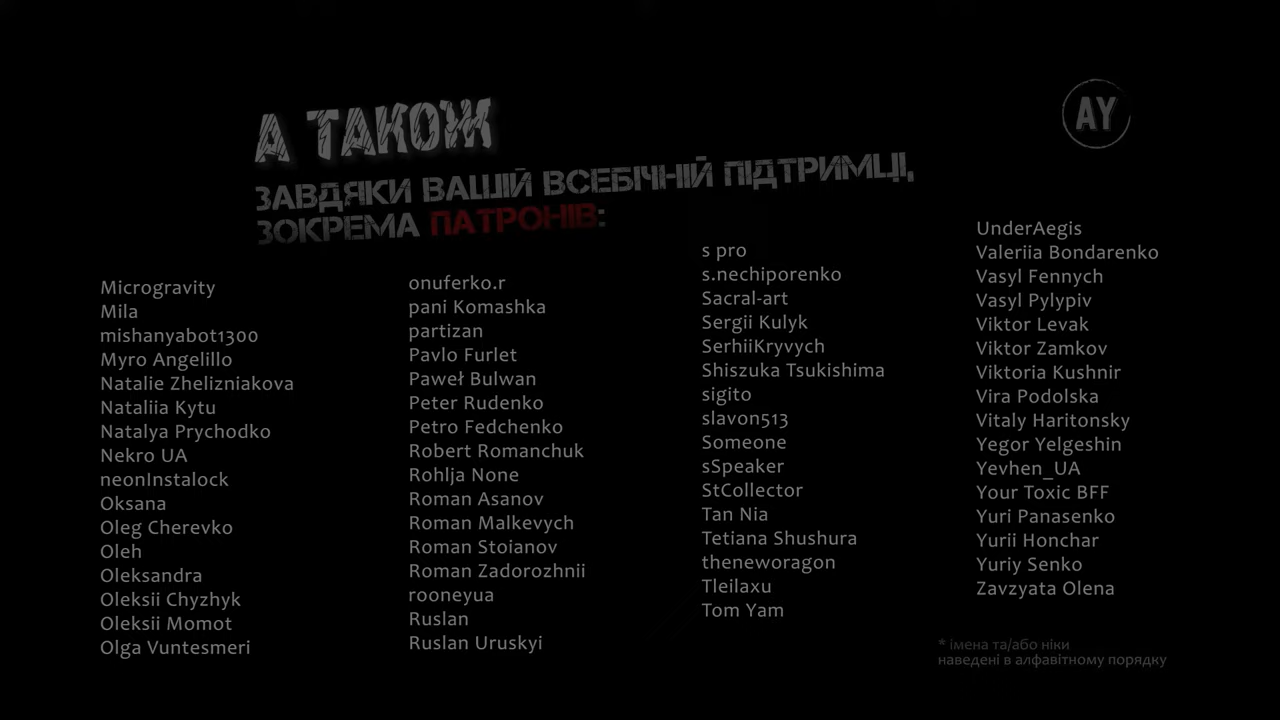 А ТАКОЖ
AY
ЗАВДЯКИ ВАШІЙ ВСЕБІЧНІЙ ПІДТРИМЦІ,
ЗОКРЕМА ПАТРОНІВ:
Microgravity
Mila
mishanyabot1300
Myro Angelillo
Natalie Zhelizniakova
Nataliia Kytu
Natalya Prychodko
Nekro UA
neonInstalock
Oksana
Oleg Cherevko
Oleh
Oleksandra
Oleksii Chyzhyk
Oleksii Momot
Olga Vuntesmeri
onuferko.r
pani Komashka
partizan
Pavlo Furlet
Paweł Bulwan
Peter Rudenko
Petro Fedchenko
Robert Romanchuk
Rohlja None
Roman Asanov
Roman Malkevych
Roman Stoianov
Roman Zadorozhnii
rooneyua
Ruslan
Ruslan Uruskyi
s pro
s.nechiporenko
Sacral-art
Sergii Kulyk
SerhiiKryvych
Shiszuka Tsukishima
sigito
slavon513
Someone
sSpeaker
StCollector
Tan Nia
Tetiana Shushura
theneworagon
Tleilaxu
Tom Yam
UnderAegis
Valeriia Bondarenko
Vasyl Fennych
Vasyl Pylypiv
Viktor Levak
Viktor Zamkov
Viktoria Kushnir
Vira Podolska
Vitaly Haritonsky
Yegor Yelgeshin
Yevhen_UA
Your Toxic BFF
Yuri Panasenko
Yurii Honchar
Yuriy Senko
Zavzyata Olena
* імена та/або ніки
наведені в алфавітному порядку